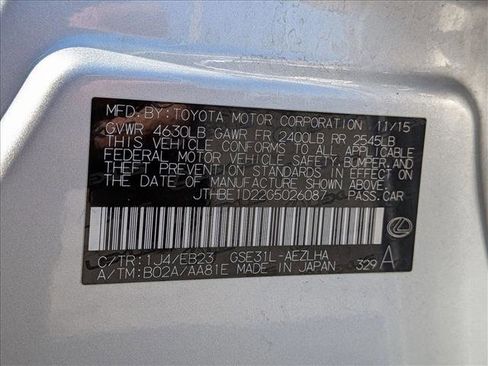 MFD. BY: TOYOTA MOTOR CORPORATION 11/15
GVWR 4630LB GAWR FR 2400LB RR 2545LB
THIS VEHICLE CONFORMS TO ALL APPLICABLE
FEDERAL MOTOR VEHICLE SAFETY, BUMPER, AND
THEFT PREVENTION STANDARDS IN EFFECT ON
THE DATE OF MANUFACTURE SHOWN ABOVE.
JTHBE1D22G5026087 PASS. CAR
C/TR: 1J4/EB23 GSE31L-AEZLHA
A/TM: B02A/AA81E MADE IN JAPAN 329 A